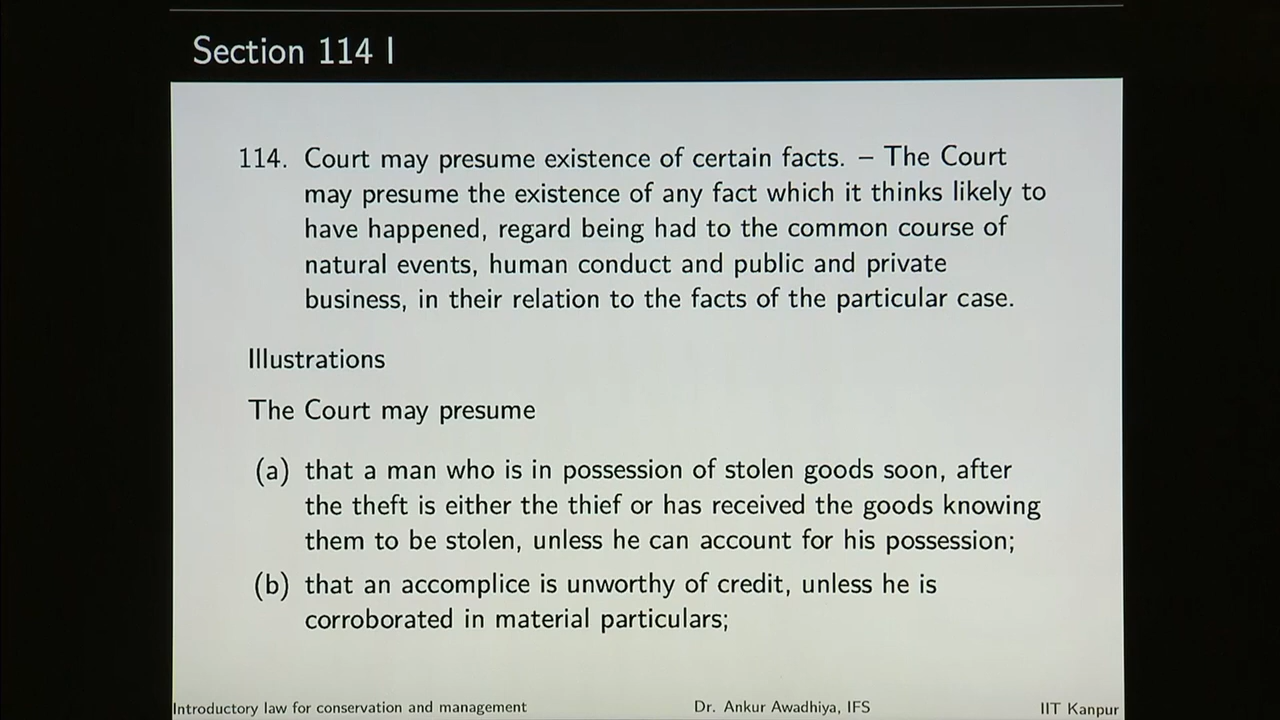 Section 114 I
114. Court may presume existence of certain facts. – The Court
may presume the existence of any fact which it thinks likely to
have happened, regard being had to the common course of
natural events, human conduct and public and private
business, in their relation to the facts of the particular case.
Illustrations
The Court may presume
(a) that a man who is in possession of stolen goods soon, after
the theft is either the thief or has received the goods knowing
them to be stolen, unless he can account for his possession;
(b) that an accomplice is unworthy of credit, unless he is
corroborated in material particulars;
Introductory law for conservation and management Dr. Ankur Awadhiya, IFS IIT Kanpur